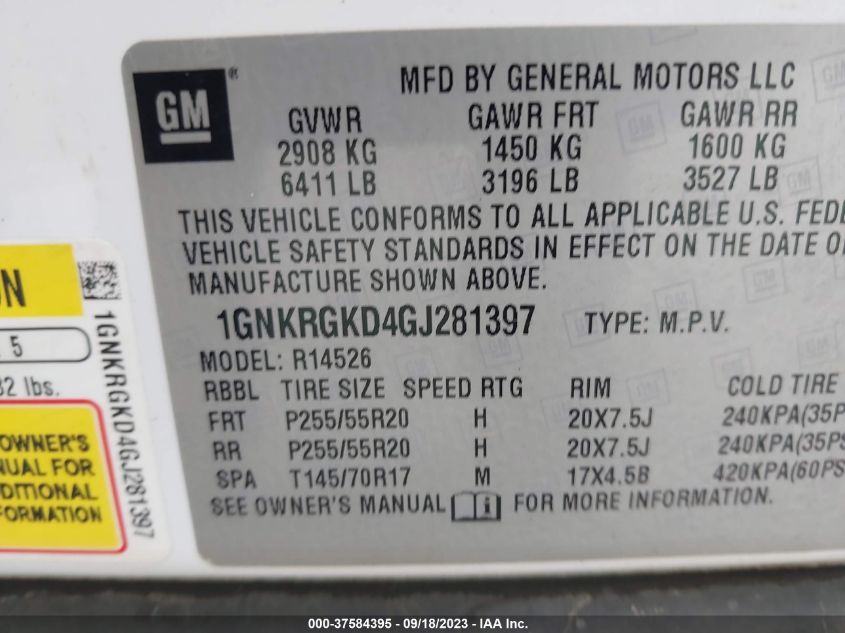 GM ® MFD BY GENERAL MOTORS LLC
GVWR GAWR FRT GAWR RR
2908 KG 1450 KG 1600 KG
6411 LB 3196 LB 3527 LB
THIS VEHICLE CONFORMS TO ALL APPLICABLE U.S. FEDE
VEHICLE SAFETY STANDARDS IN EFFECT ON THE DATE O
MANUFACTURE SHOWN ABOVE.
1GNKRGKD4GJ281397 TYPE: M.P.V.
MODEL: R14526
RBBL TIRE SIZE SPEED RTG RIM COLD TIRE
FRT P255/55R20 H 20X7.5J 240KPA(35P
RR P255/55R20 H 20X7.5J 240KPA(35PS
SPA T145/70R17 M 17X4.5B 420KPA(60PS
SEE OWNER'S MANUAL i FOR MORE INFORMATION.
ON
5
32 lbs.
OWNER'S
NUAL FOR
DITIONAL
FORMATION
1GNKRGKD4GJ281397
000-37584395 - 09/18/2023 - Copyright © 2023 IAA, Inc.